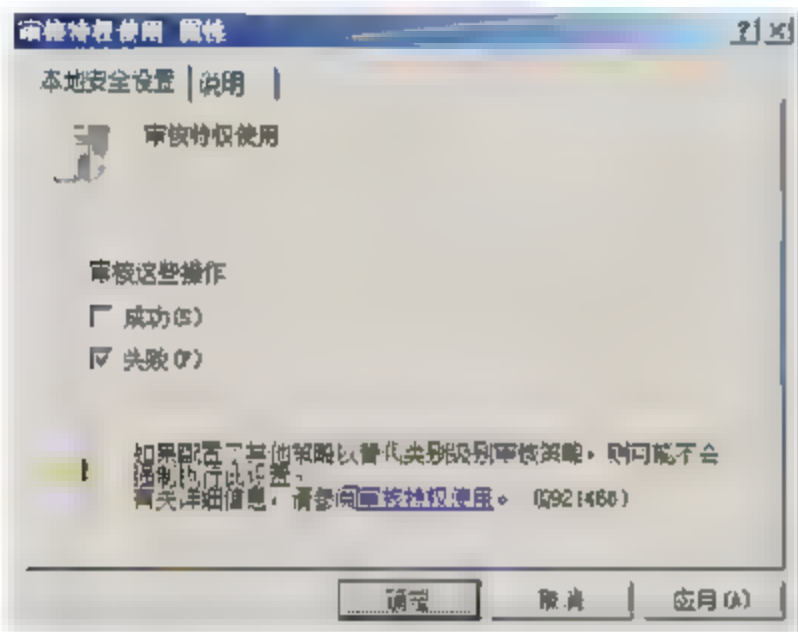 审核特权使用 属性
本地安全设置 说明
审核特权使用
审核这些操作
成功(S)
失败(F)
如果配置了其他策略以替代类别级别审核策略，则可能不会
强制执行此设置。
有关详细信息，请参阅审核特权使用。 (Q921468)
确定 取消 应用(A)